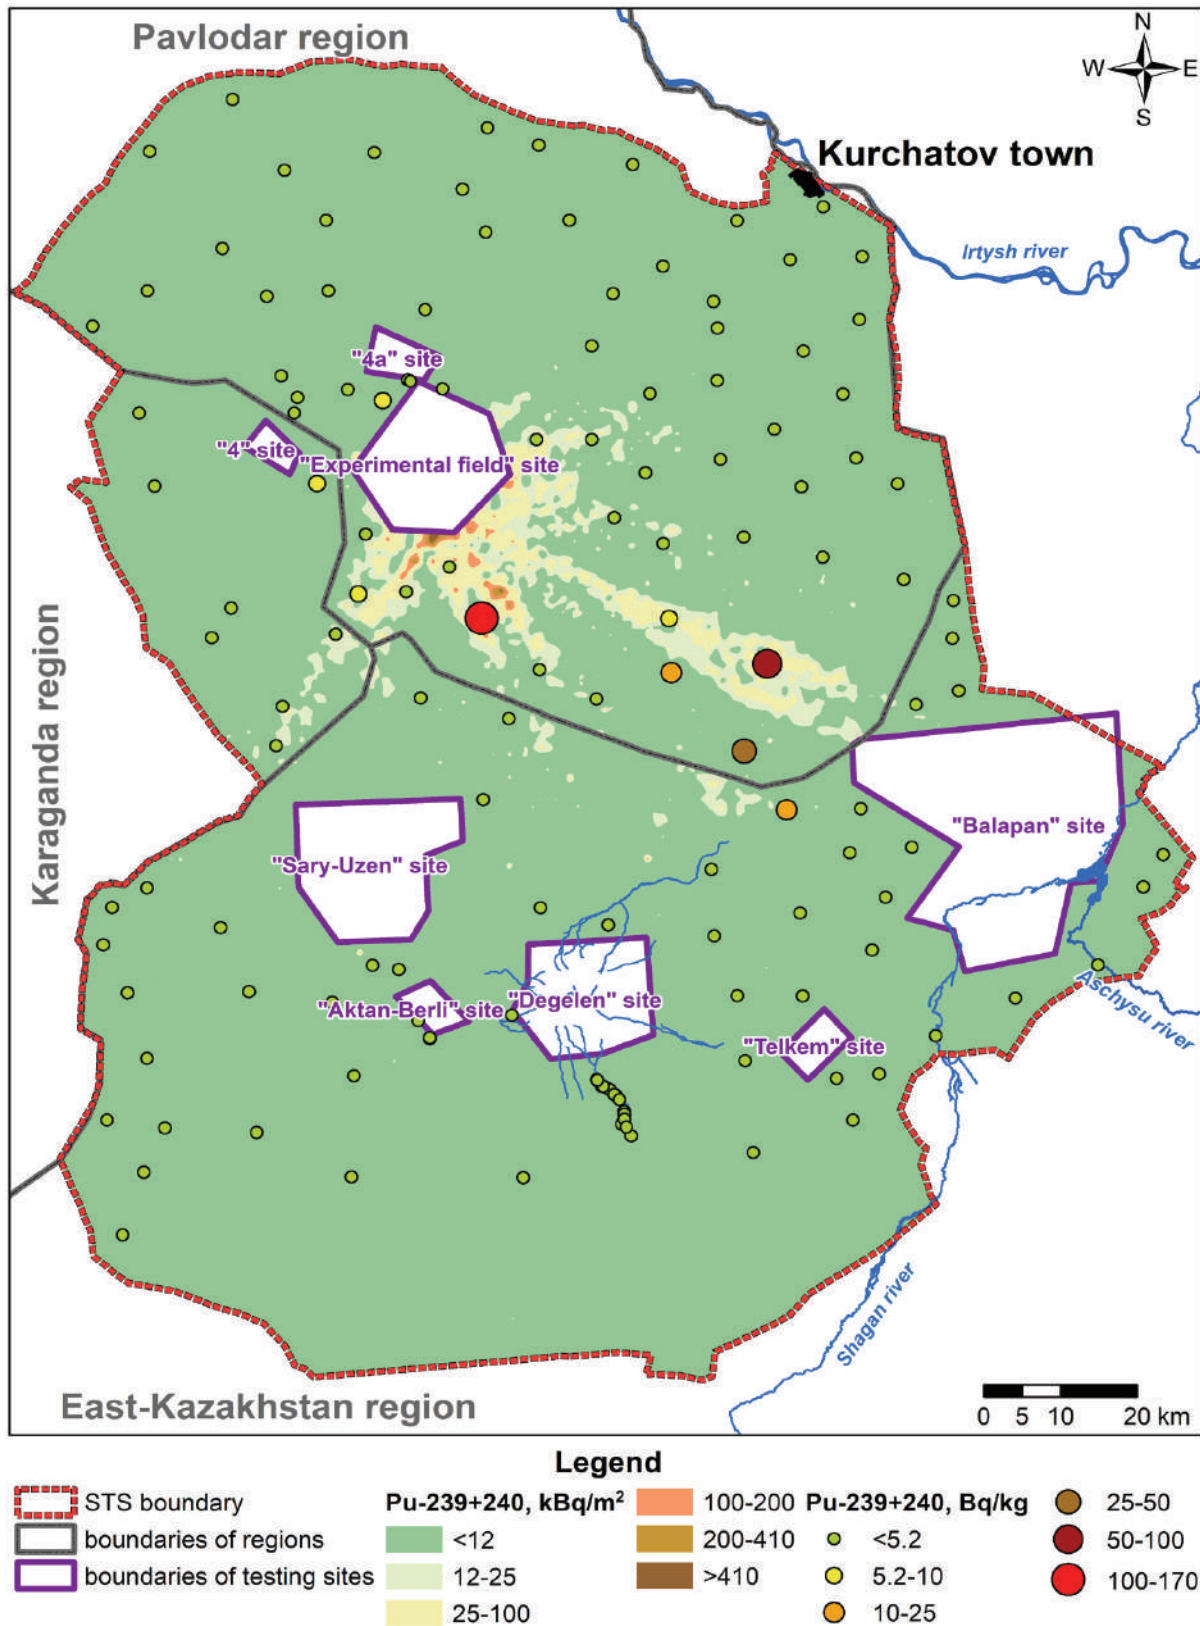 Pavlodar region
N
W E
S
Kurchatov town
Irtysh river
"4a" site
"4" site
"Experimental field" site
Karaganda region
"Balapan" site
"Sary-Uzen" site
"Aktan-Berli" site
"Degelen" site
Aschysu river
"Telkem" site
Shagan river
East-Kazakhstan region
0 5 10 20 km
Legend
STS boundary
boundaries of regions
boundaries of testing sites
Pu-239+240, kBq/m²
<12
12-25
25-100
100-200
200-410
>410
Pu-239+240, Bq/kg
<5.2
5.2-10
10-25
25-50
50-100
100-170